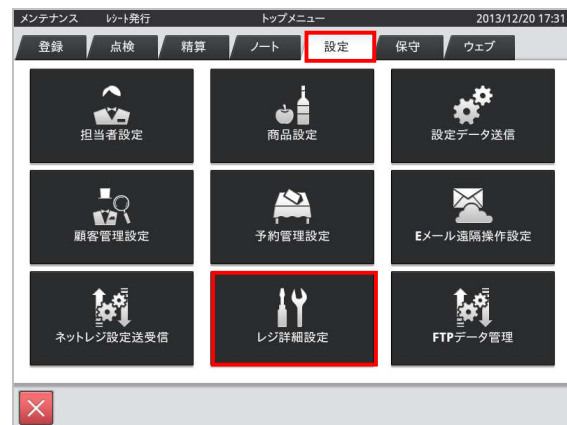 メンテナンス ﾚｼｰﾄ発行 トップメニュー 2013/12/20 17:31
登録 点検 精算 ノート 設定 保守 ウェブ
担当者設定 商品設定 設定データ送信
顧客管理設定 予約管理設定 Eメール遠隔操作設定
ネットレジ設定送受信 レジ詳細設定 FTPデータ管理